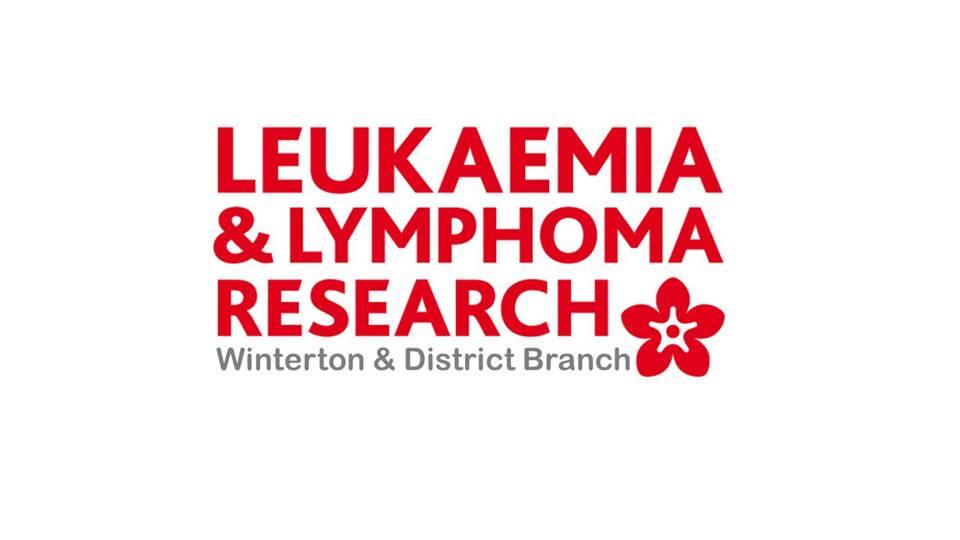 LEUKAEMIA
& LYMPHOMA
RESEARCH
Winterton & District Branch